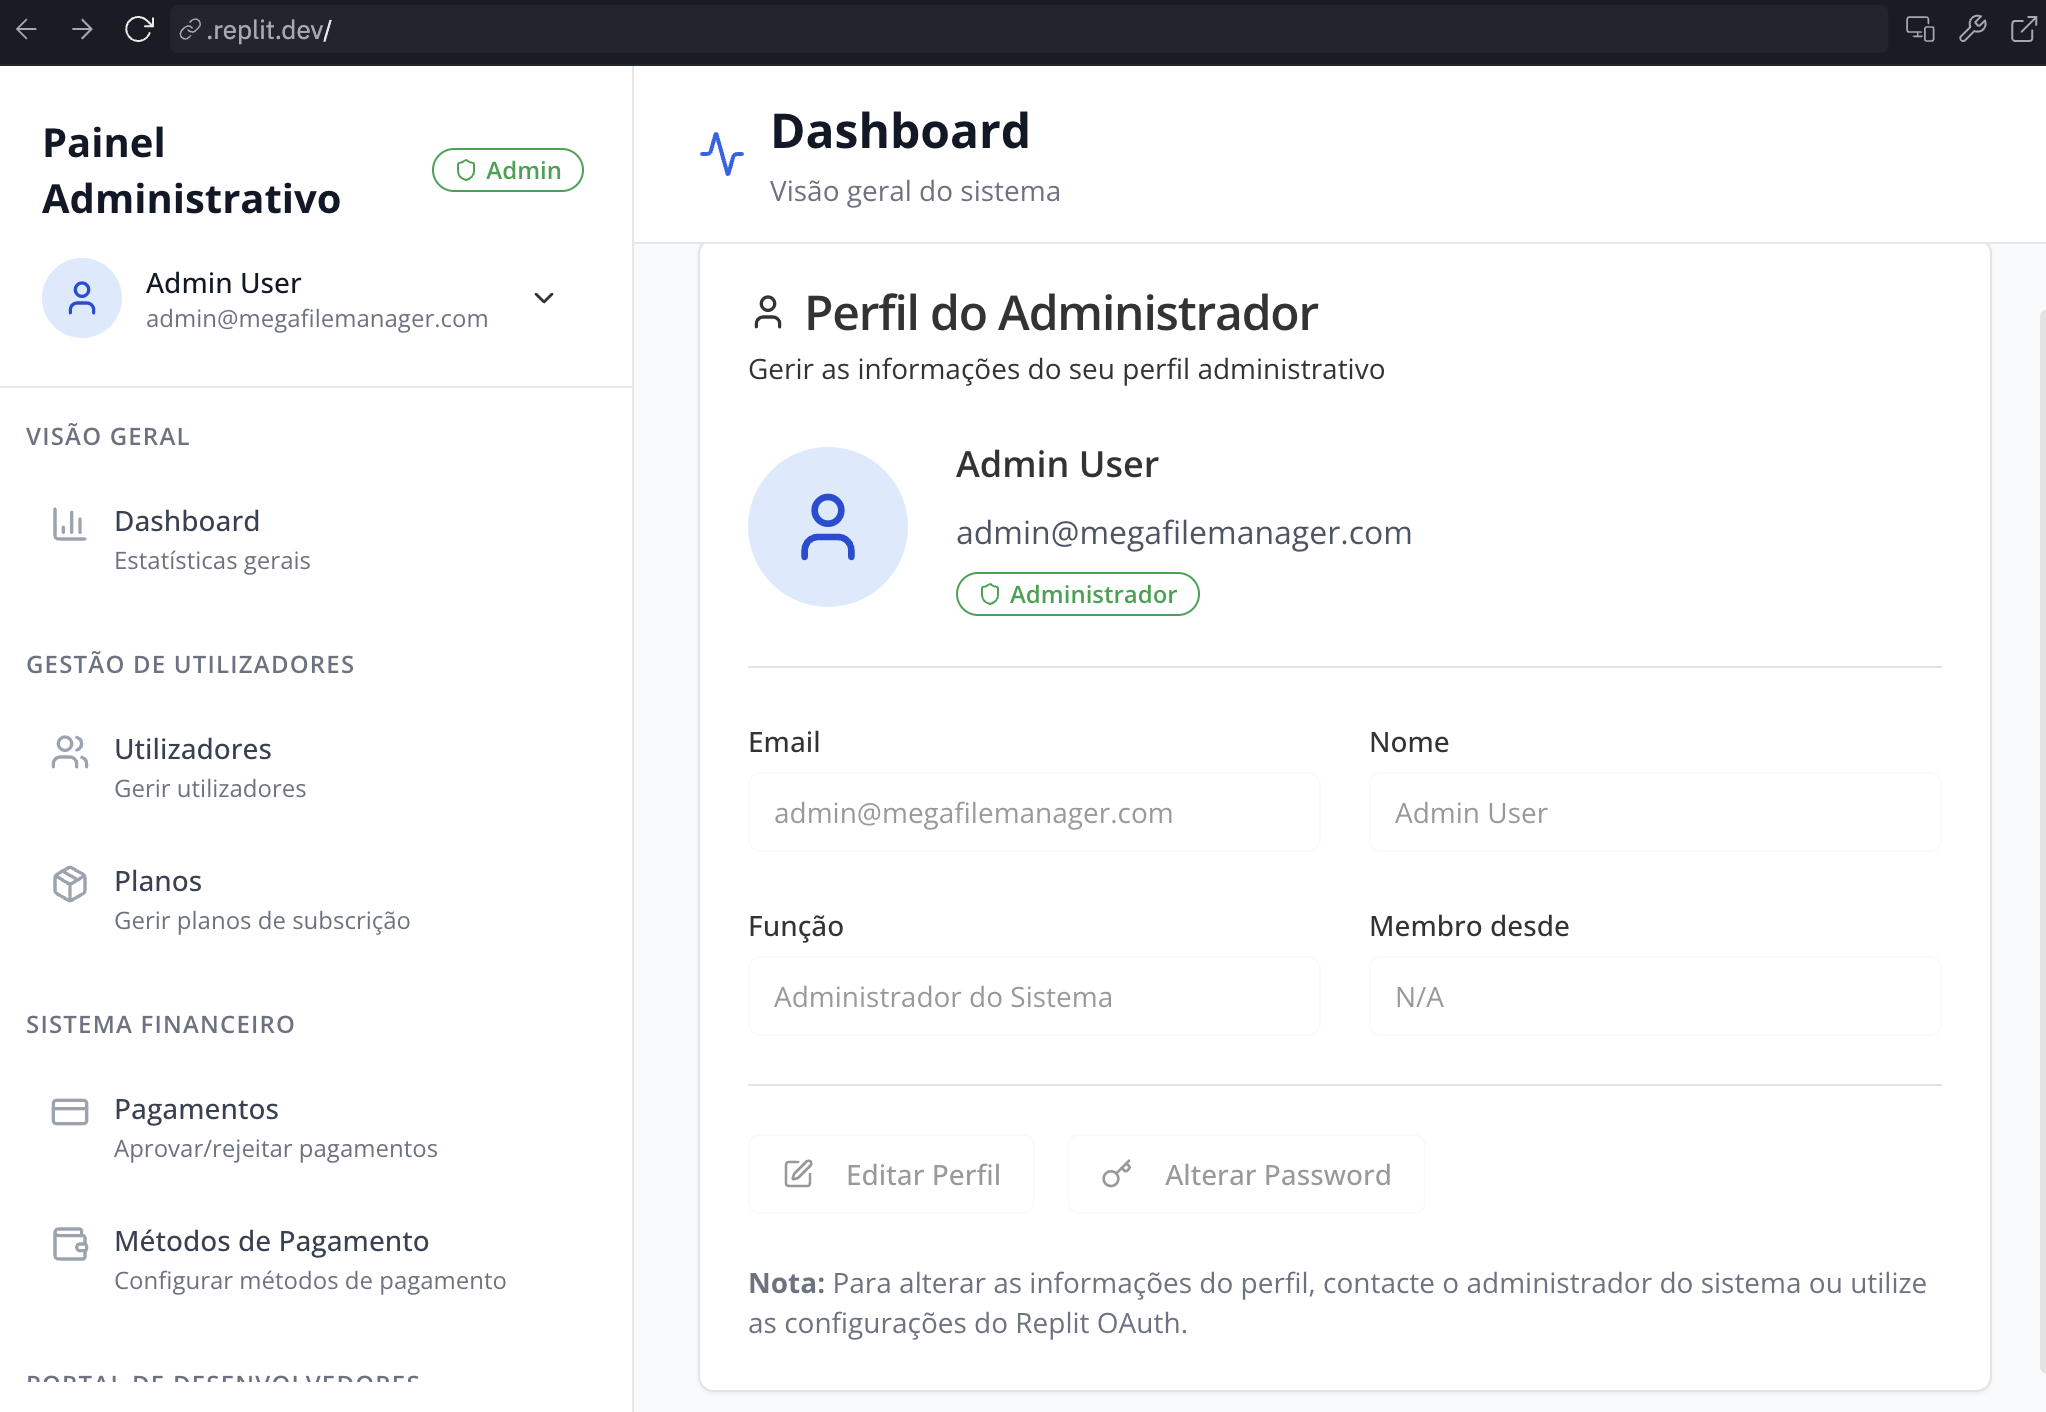 .replit.dev/
Painel
Administrativo
Admin
Admin User
admin@megafilemanager.com
VISÃO GERAL
Dashboard
Estatísticas gerais
GESTÃO DE UTILIZADORES
Utilizadores
Gerir utilizadores
Planos
Gerir planos de subscrição
SISTEMA FINANCEIRO
Pagamentos
Aprovar/rejeitar pagamentos
Métodos de Pagamento
Configurar métodos de pagamento
PORTAL DE DESENVOLVEDORES
Dashboard
Visão geral do sistema
Perfil do Administrador
Gerir as informações do seu perfil administrativo
Admin User
admin@megafilemanager.com
Administrador
Email
admin@megafilemanager.com
Nome
Admin User
Função
Administrador do Sistema
Membro desde
N/A
Editar Perfil
Alterar Password
Nota: Para alterar as informações do perfil, contacte o administrador do sistema ou utilize
as configurações do Replit OAuth.